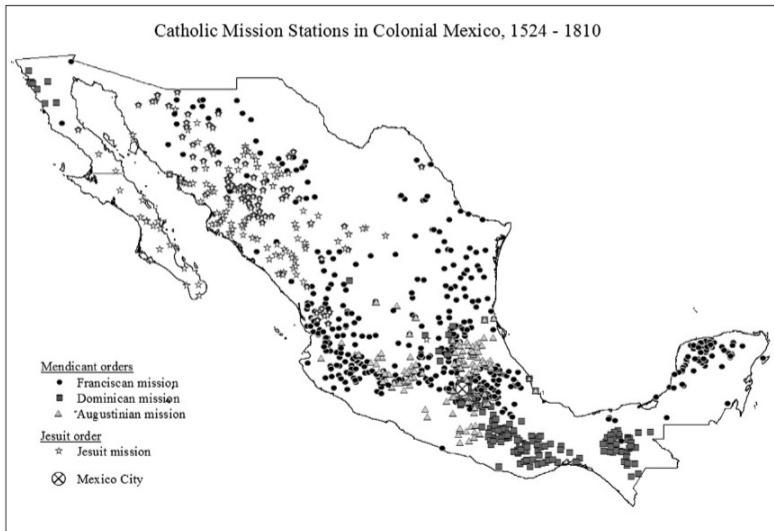 Catholic Mission Stations in Colonial Mexico, 1524 - 1810
Mendicant orders
Franciscan mission
Dominican mission
Augustinian mission
Jesuit order
Jesuit mission
Mexico City